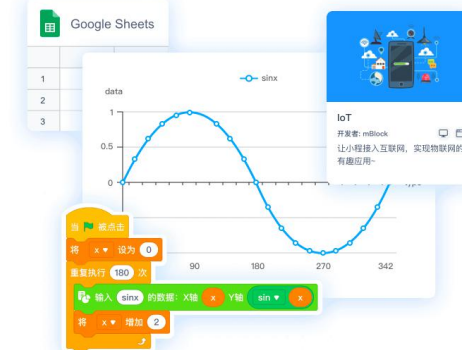 Google Sheets
1
2
3
sinx
data
1
0.5
0
90
180
270
342
IoT
开发者: mBlock
让小程接入互联网，实现物联网的
有趣应用~
当 被点击
将 x 设为 0
重复执行 180 次
输入 sinx 的数据：X轴 x Y轴 sin x
将 x 增加 2